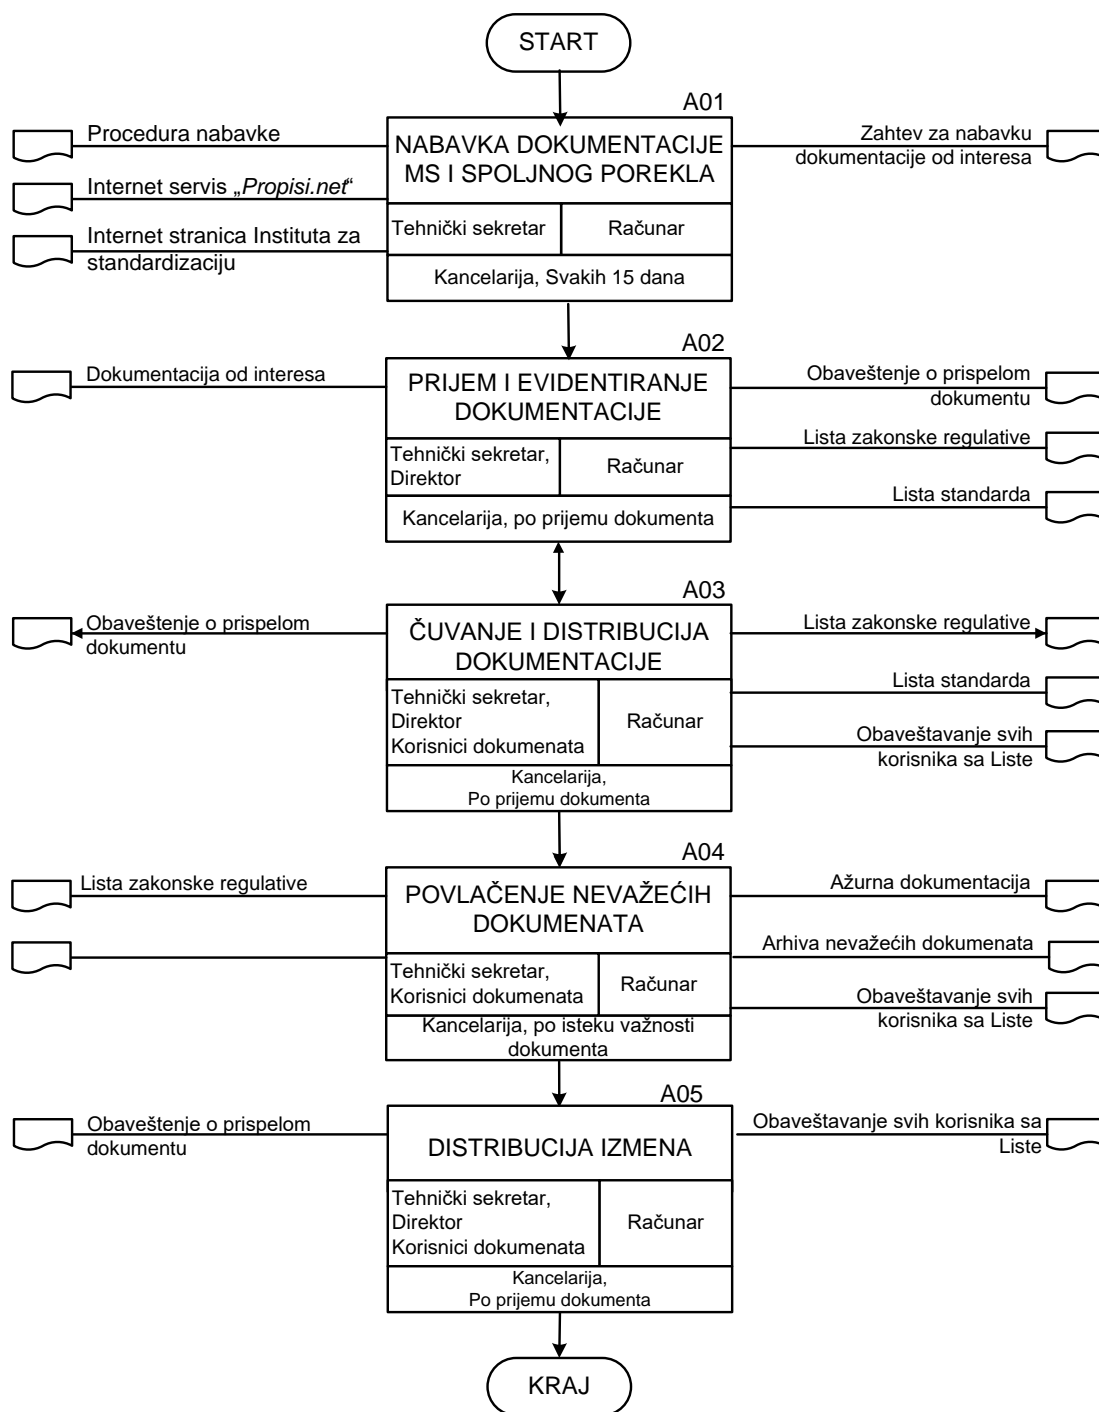 START
A01
Procedura nabavke
Internet servis „Propisi.net“
Internet stranica Instituta za
standardizaciju
NABAVKA DOKUMENTACIJE
MS I SPOLJNOG POREKLA
Tehnički sekretar
Računar
Kancelarija, Svakih 15 dana
Zahtev za nabavku
dokumentacije od interesa
A02
Dokumentacija od interesa
PRIJEM I EVIDENTIRANJE
DOKUMENTACIJE
Tehnički sekretar,
Direktor
Računar
Kancelarija, po prijemu dokumenta
Obaveštenje o prispelom
dokumentu
Lista zakonske regulative
Lista standarda
A03
Obaveštenje o prispelom
dokumentu
ČUVANJE I DISTRIBUCIJA
DOKUMENTACIJE
Tehnički sekretar,
Direktor
Korisnici dokumenata
Računar
Kancelarija,
Po prijemu dokumenta
Lista zakonske regulative
Lista standarda
Obaveštavanje svih
korisnika sa Liste
A04
Lista zakonske regulative
POVLAČENJE NEVAŽEĆIH
DOKUMENATA
Tehnički sekretar,
Korisnici dokumenata
Računar
Kancelarija, po isteku važnosti
dokumenta
Ažurna dokumentacija
Arhiva nevažećih dokumenata
Obaveštavanje svih
korisnika sa Liste
A05
Obaveštenje o prispelom
dokumentu
DISTRIBUCIJA IZMENA
Tehnički sekretar,
Direktor
Korisnici dokumenata
Računar
Kancelarija,
Po prijemu dokumenta
Obaveštavanje svih korisnika sa
Liste
KRAJ